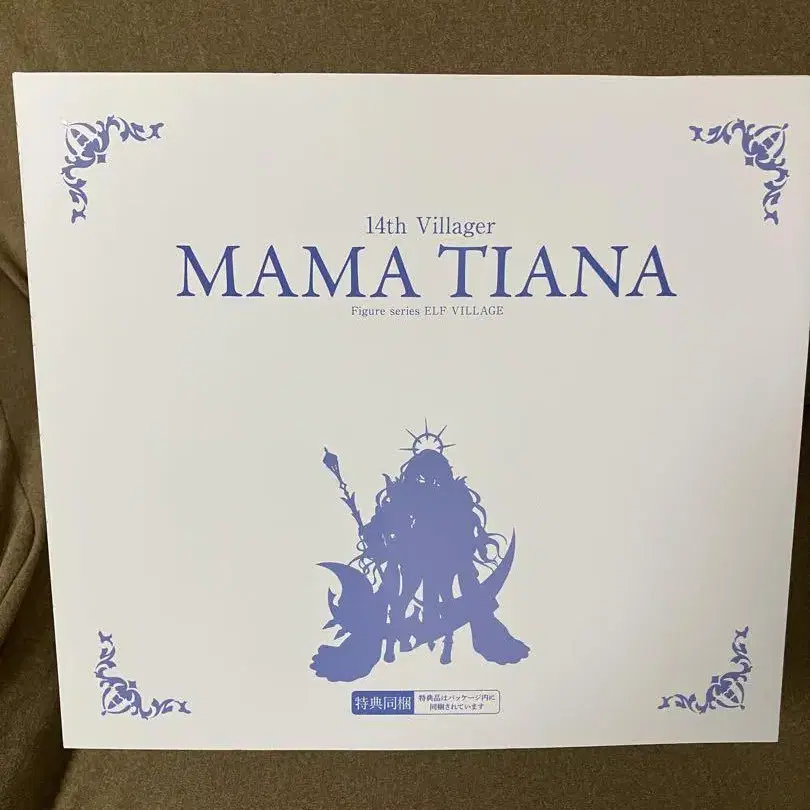 14th Villager
MAMA TIANA
Figure series ELF VILLAGE
特典同梱
特典品はパッケージ内に
同梱されています